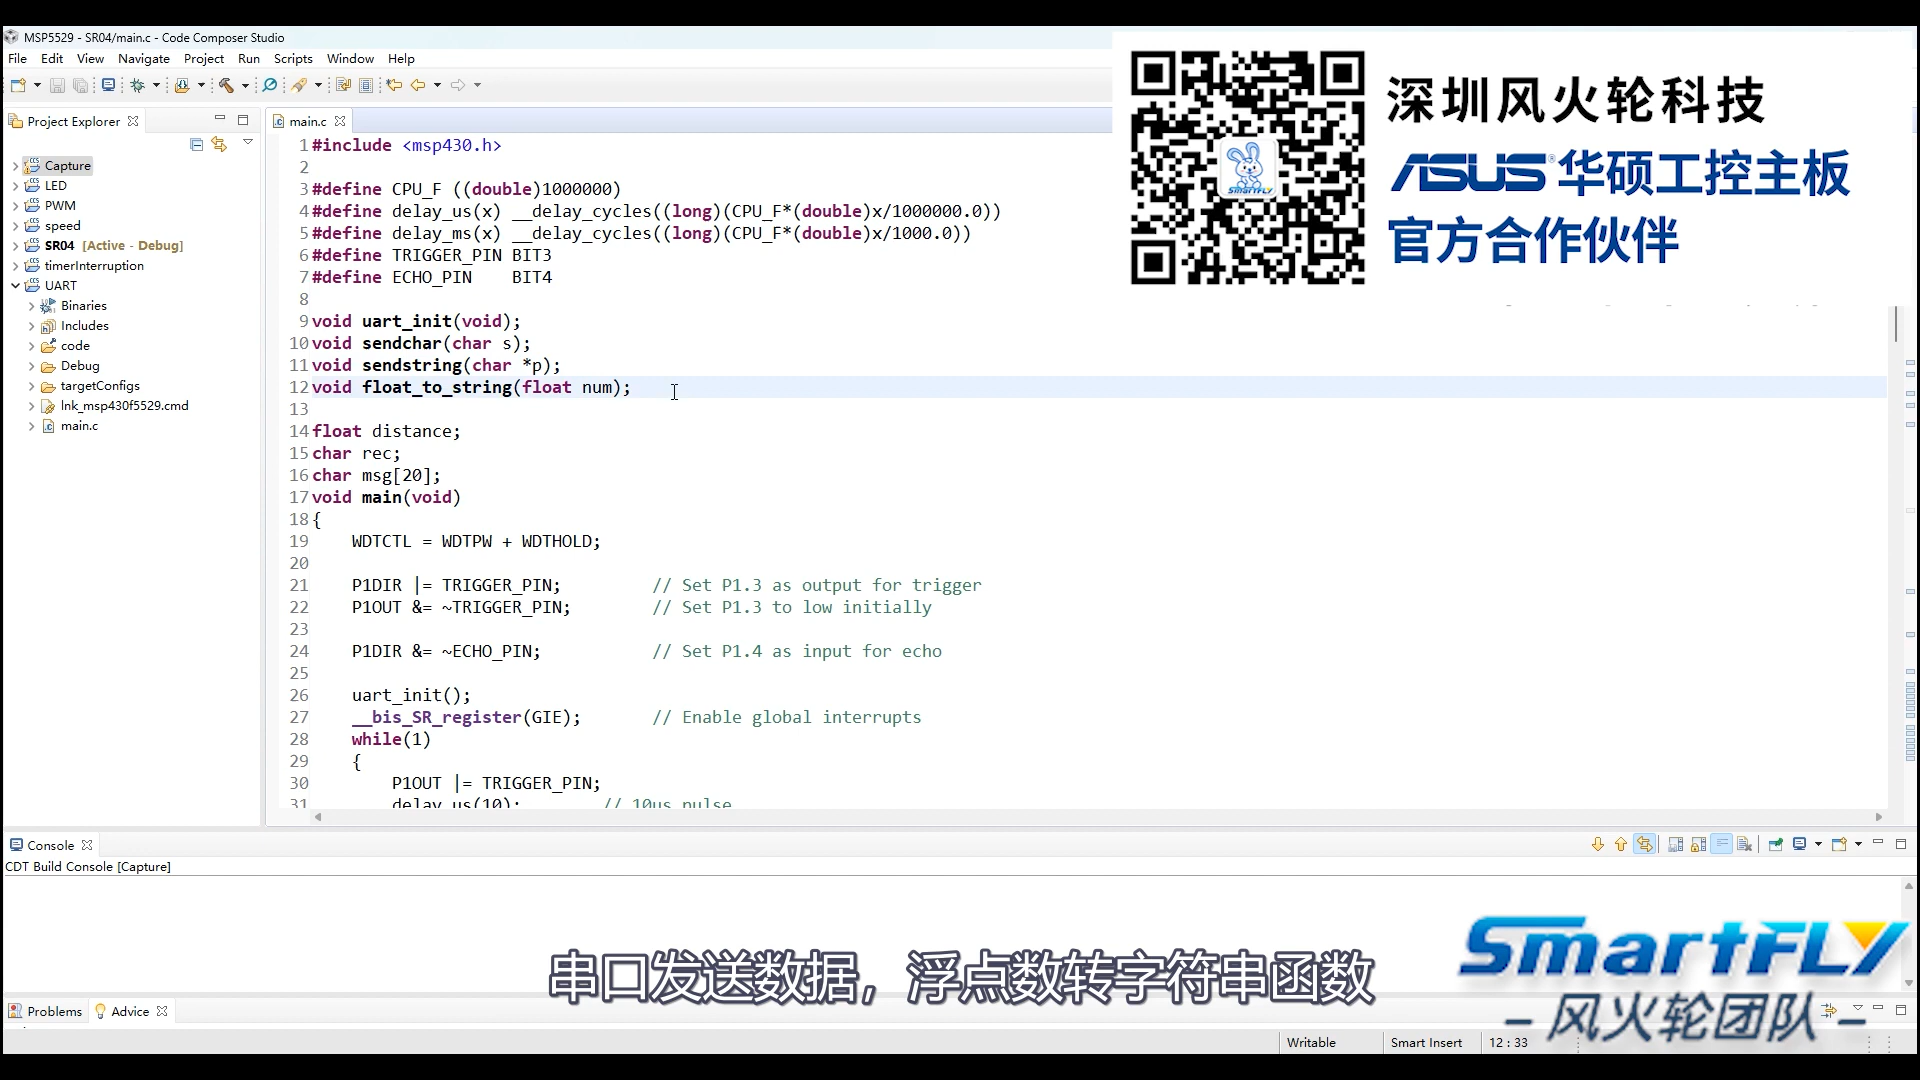 MSP5529 - SR04/main.c - Code Composer Studio
File Edit View Navigate Project Run Scripts Window Help
Project Explorer
Capture
LED
PWM
speed
SR04 [Active - Debug]
timerInterruption
UART
Binaries
Includes
code
Debug
targetConfigs
lnk_msp430f5529.cmd
main.c
main.c
1 #include <msp430.h>
2
3 #define CPU_F ((double)1000000)
4 #define delay_us(x) __delay_cycles((long)(CPU_F*(double)x/1000000.0))
5 #define delay_ms(x) __delay_cycles((long)(CPU_F*(double)x/1000.0))
6 #define TRIGGER_PIN BIT3
7 #define ECHO_PIN    BIT4
8
9 void uart_init(void);
10 void sendchar(char s);
11 void sendstring(char *p);
12 void float_to_string(float num);
13
14 float distance;
15 char rec;
16 char msg[20];
17 void main(void)
18 {
19     WDTCTL = WDTPW + WDTHOLD;
20
21     P1DIR |= TRIGGER_PIN;         // Set P1.3 as output for trigger
22     P1OUT &= ~TRIGGER_PIN;        // Set P1.3 to low initially
23
24     P1DIR &= ~ECHO_PIN;           // Set P1.4 as input for echo
25
26     uart_init();
27     __bis_SR_register(GIE);       // Enable global interrupts
28     while(1)
29     {
30         P1OUT |= TRIGGER_PIN;
31         delay_us(10);        // 10us pulse
深圳风火轮科技
ASUS 华硕工控主板
官方合作伙伴
SmartFLY
Console
CDT Build Console [Capture]
串口发送数据，浮点数转字符串函数
SmartFLY
– 风火轮团队 –
Problems Advice
Writable Smart Insert 12 : 33